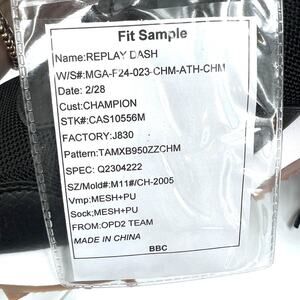 Fit Sample
Name:REPLAY DASH
W/S#:MGA-F24-023-CHM-ATH-CHM
Date: 2/28
Cust:CHAMPION
STK#:CAS10556M
FACTORY:J830
Pattern:TAMXB950ZZCHM
SPEC: Q2304222
SZ/Mold#:M11#/CH-2005
Vmp:MESH+PU
Sock;MESH+PU
FROM:OPD2 TEAM
MADE IN CHINA
BBC